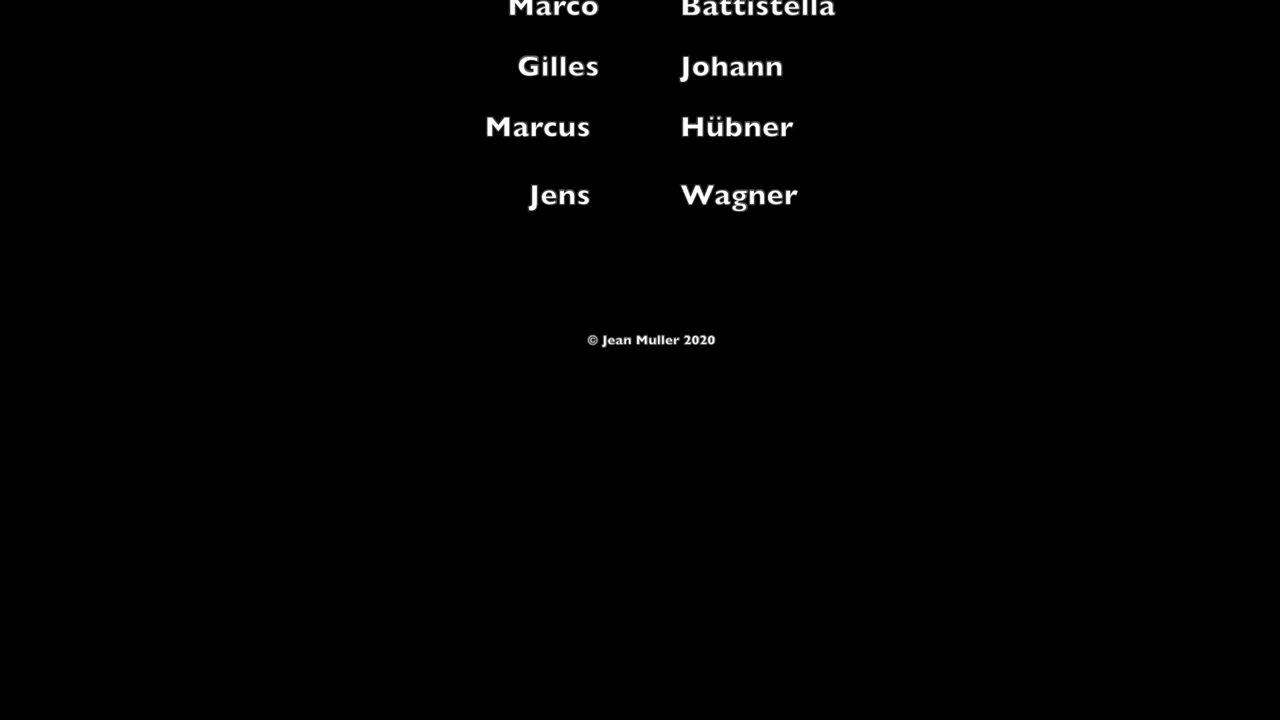 Marco Battistella
Gilles Johann
Marcus Hübner
Jens Wagner
© Jean Muller 2020